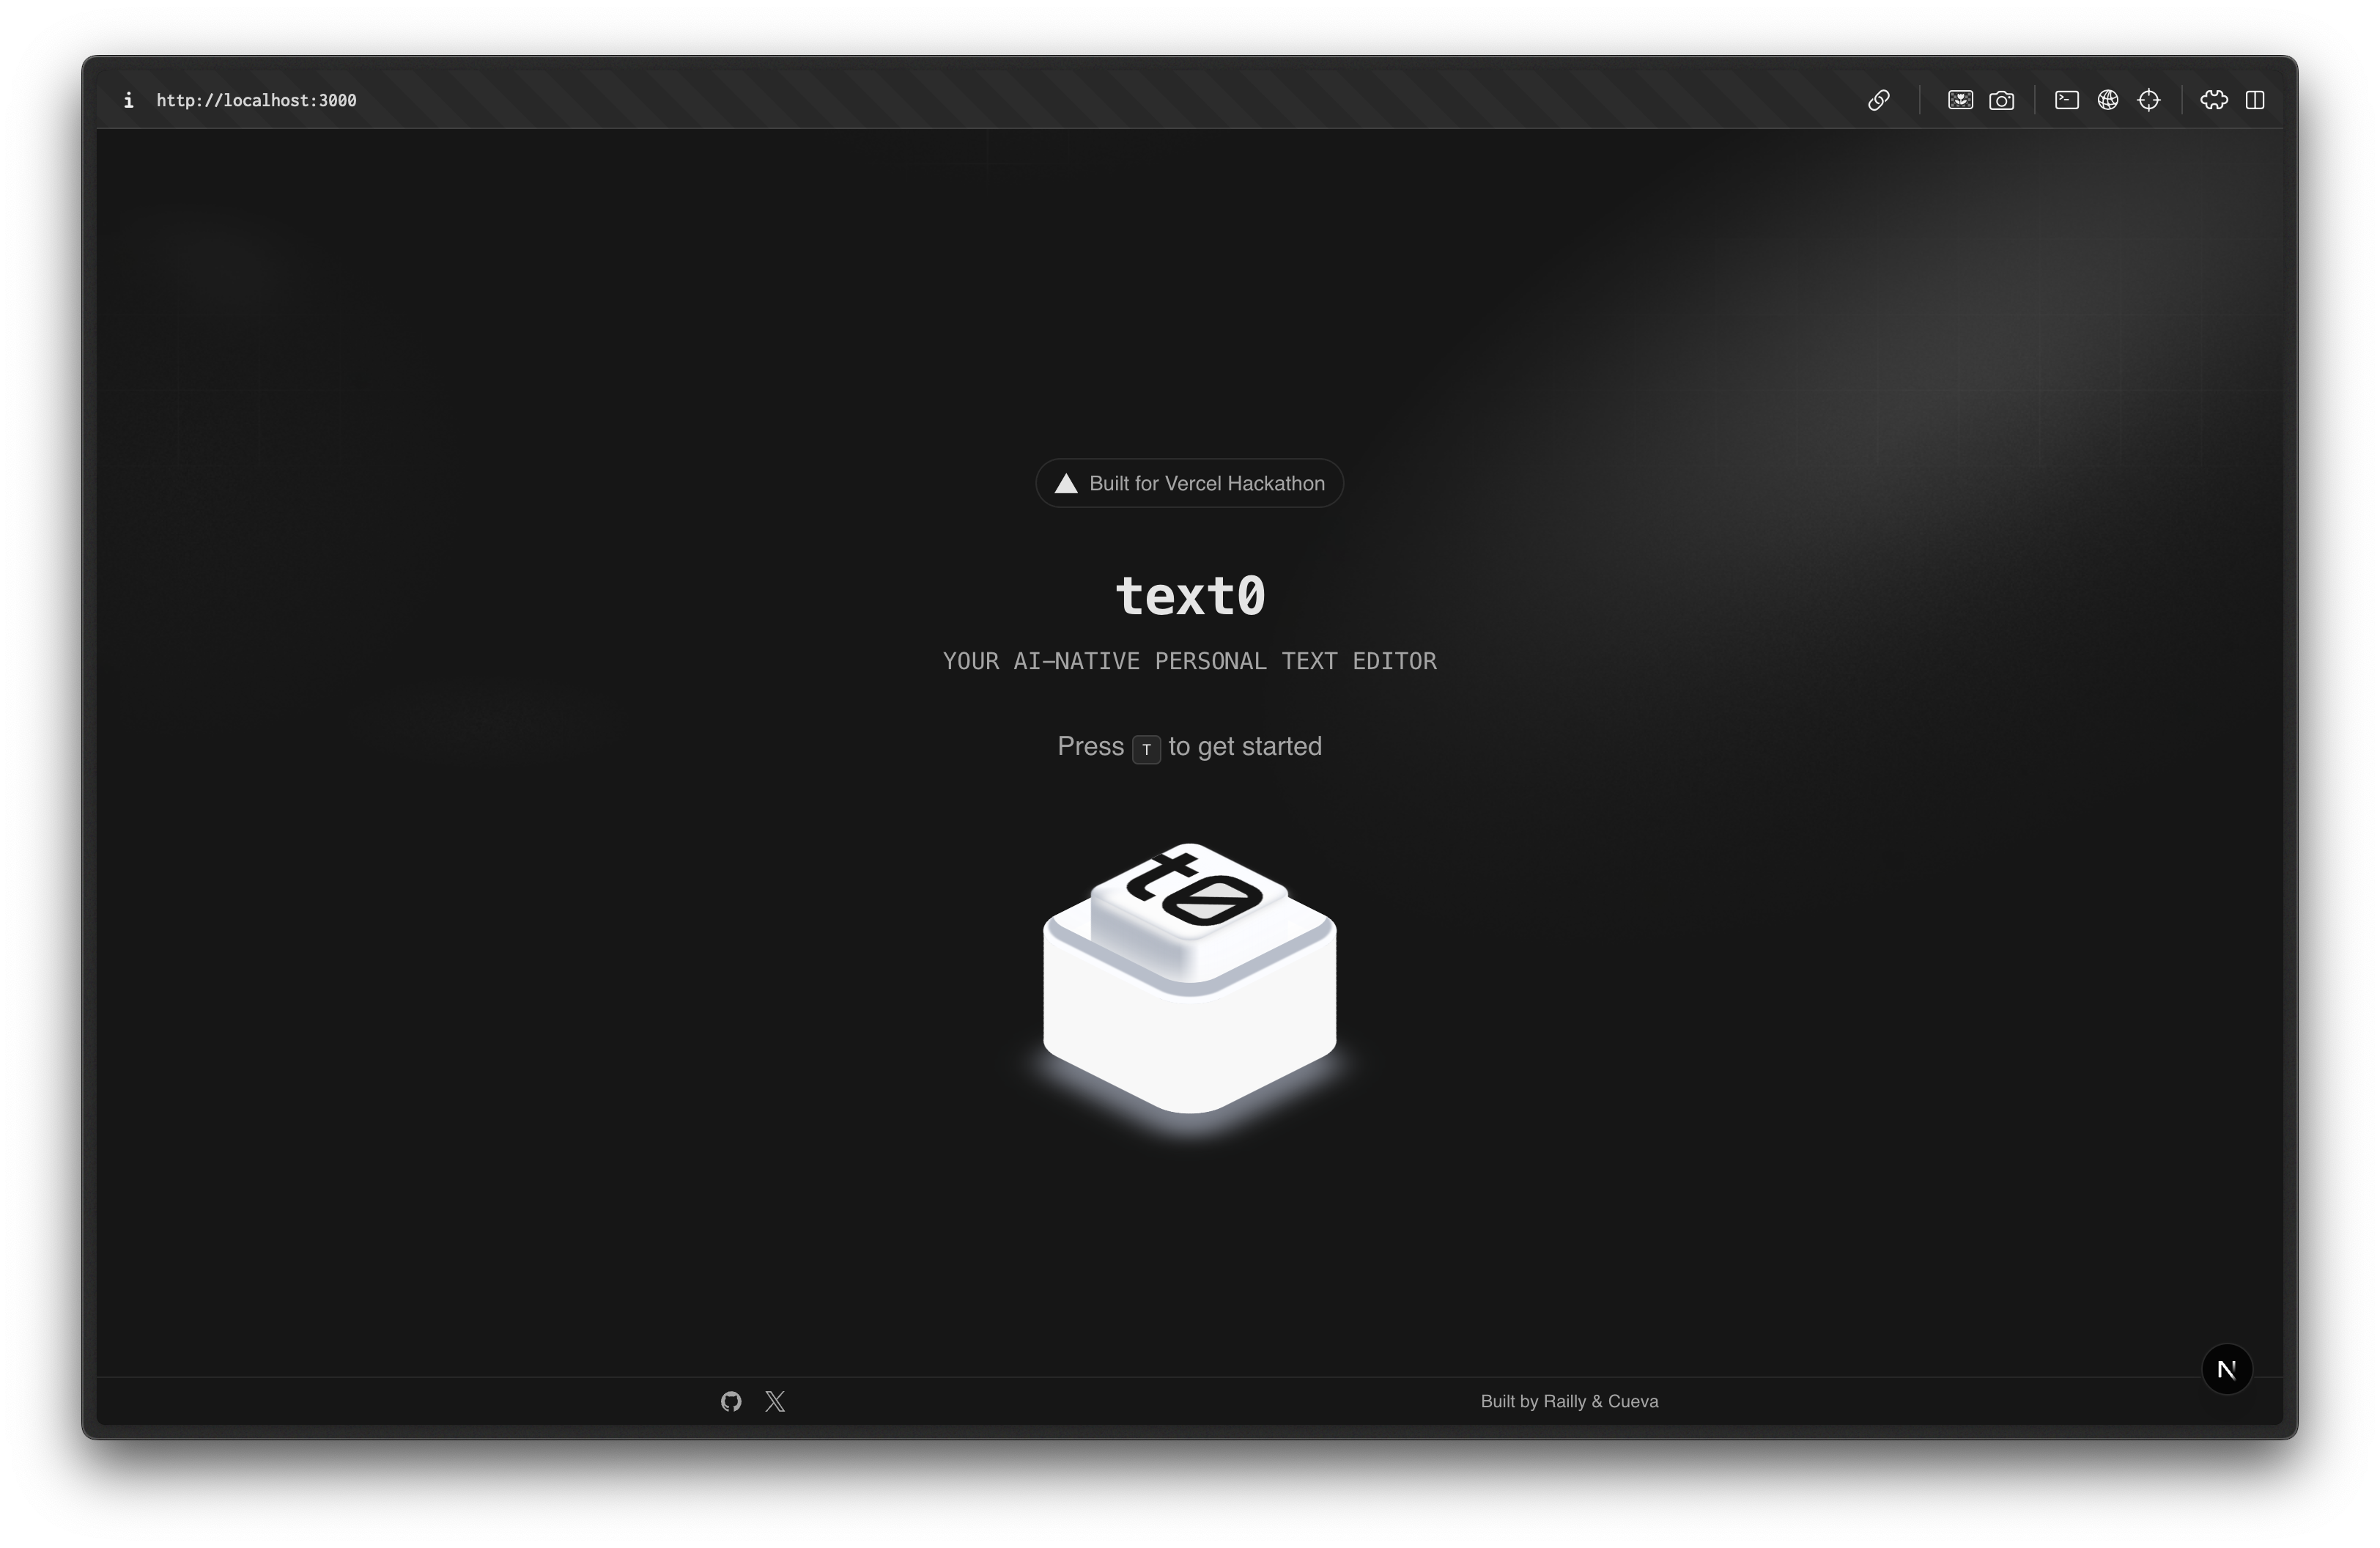 i http://localhost:3000
Built for Vercel Hackathon
text0
YOUR AI—NATIVE PERSONAL TEXT EDITOR
Press T to get started
t0
N
Built by Railly & Cueva